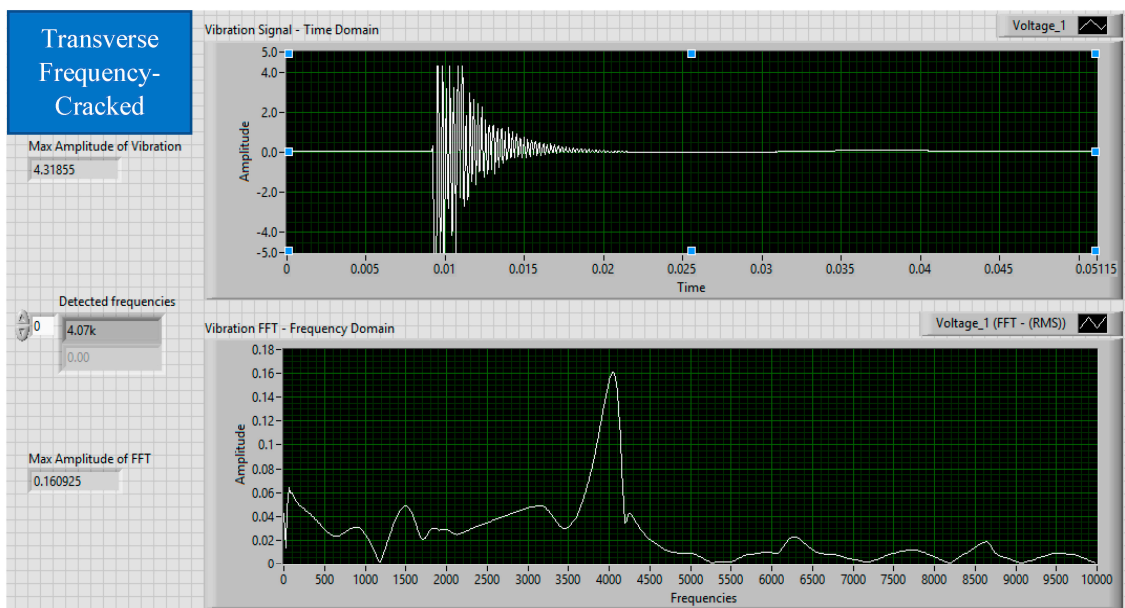 Transverse
Frequency-
Cracked
Max Amplitude of Vibration
4.31855
Detected frequencies
0
4.07k
0.00
Max Amplitude of FFT
0.160925
Vibration Signal - Time Domain
Voltage_1
Amplitude
5.0
4.0
2.0
0.0
-2.0
-4.0
-5.0
0 0.005 0.01 0.015 0.02 0.025 0.03 0.035 0.04 0.045 0.05115
Time
Vibration FFT - Frequency Domain
Voltage_1 (FFT - (RMS))
Amplitude
0.18
0.16
0.14
0.12
0.1
0.08
0.06
0.04
0.02
0
0 500 1000 1500 2000 2500 3000 3500 4000 4500 5000 5500 6000 6500 7000 7500 8000 8500 9000 9500 10000
Frequencies